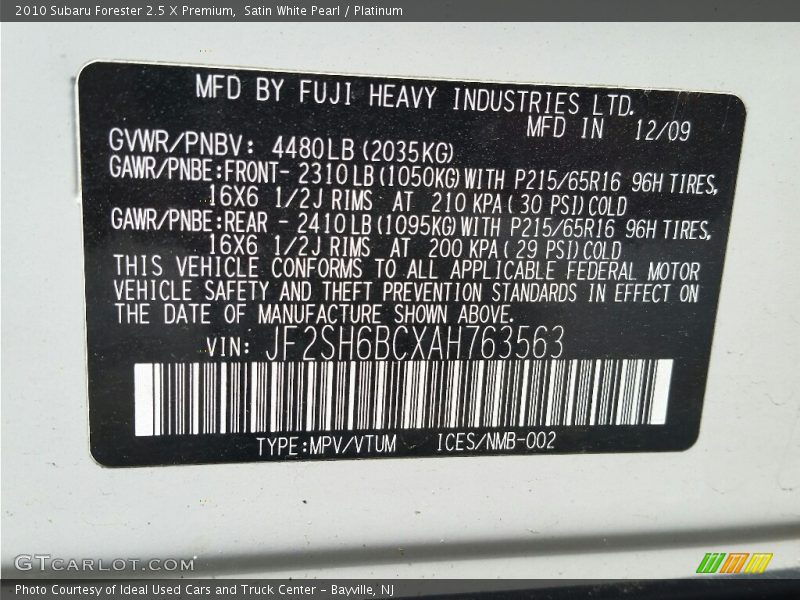 2010 Subaru Forester 2.5 X Premium,  Satin White Pearl / Platinum
MFD BY FUJI HEAVY INDUSTRIES LTD.
MFD IN 12/09
GVWR/PNBV: 4480LB(2035KG)
GAWR/PNBE:FRONT- 2310LB(1050KG)WITH P215/65R16 96H TIRES,
16X6 1/2J RIMS AT 210 KPA( 30 PSI)COLD
GAWR/PNBE:REAR - 2410LB(1095KG)WITH P215/65R16 96H TIRES,
16X6 1/2J RIMS AT 200 KPA( 29 PSI)COLD
THIS VEHICLE CONFORMS TO ALL APPLICABLE FEDERAL MOTOR
VEHICLE SAFETY AND THEFT PREVENTION STANDARDS IN EFFECT ON
THE DATE OF MANUFACTURE SHOWN ABOVE.
VIN: JF2SH6BCXAH763563
TYPE:MPV/VTUM ICES/NMB-002
GTCARLOT.COM
Photo Courtesy of Ideal Used Cars and Truck Center - Bayville, NJ